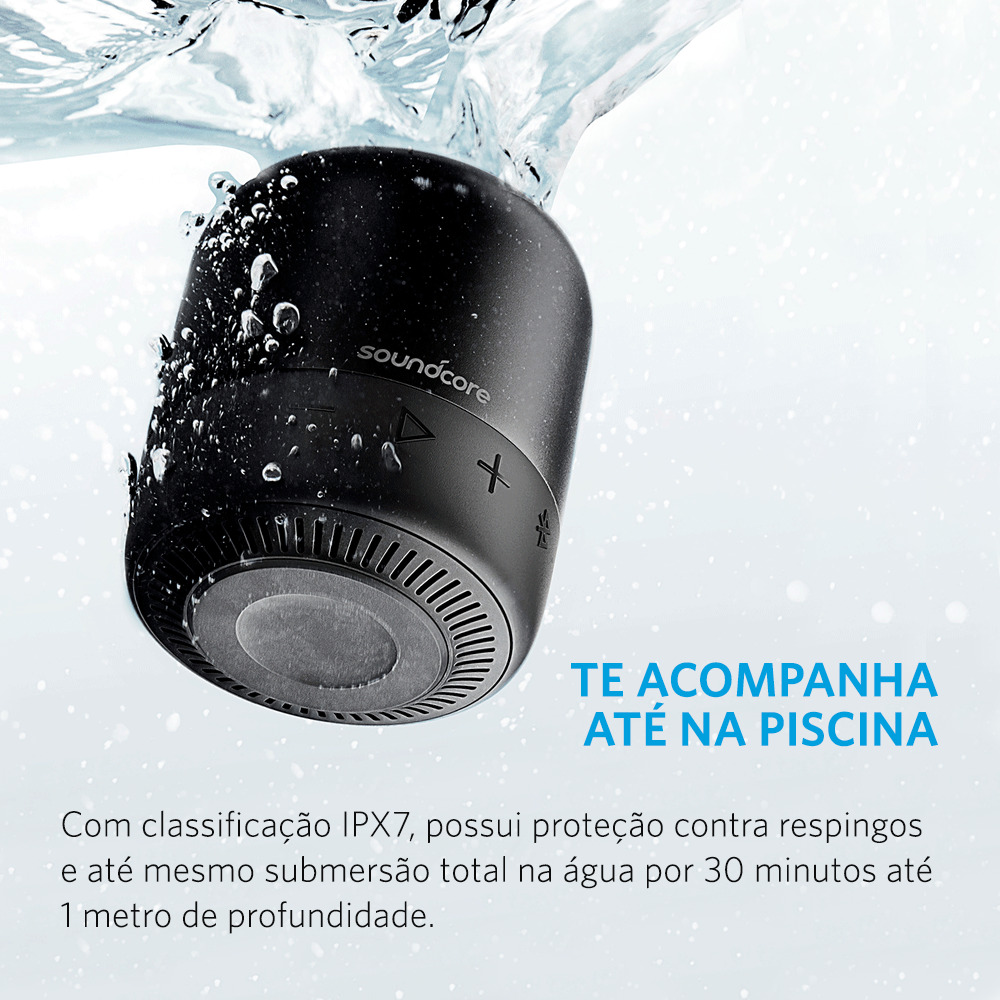 soundcore
TE ACOMPANHA
ATÉ NA PISCINA
Com classificação IPX7, possui proteção contra respingos
e até mesmo submersão total na água por 30 minutos até
1 metro de profundidade.